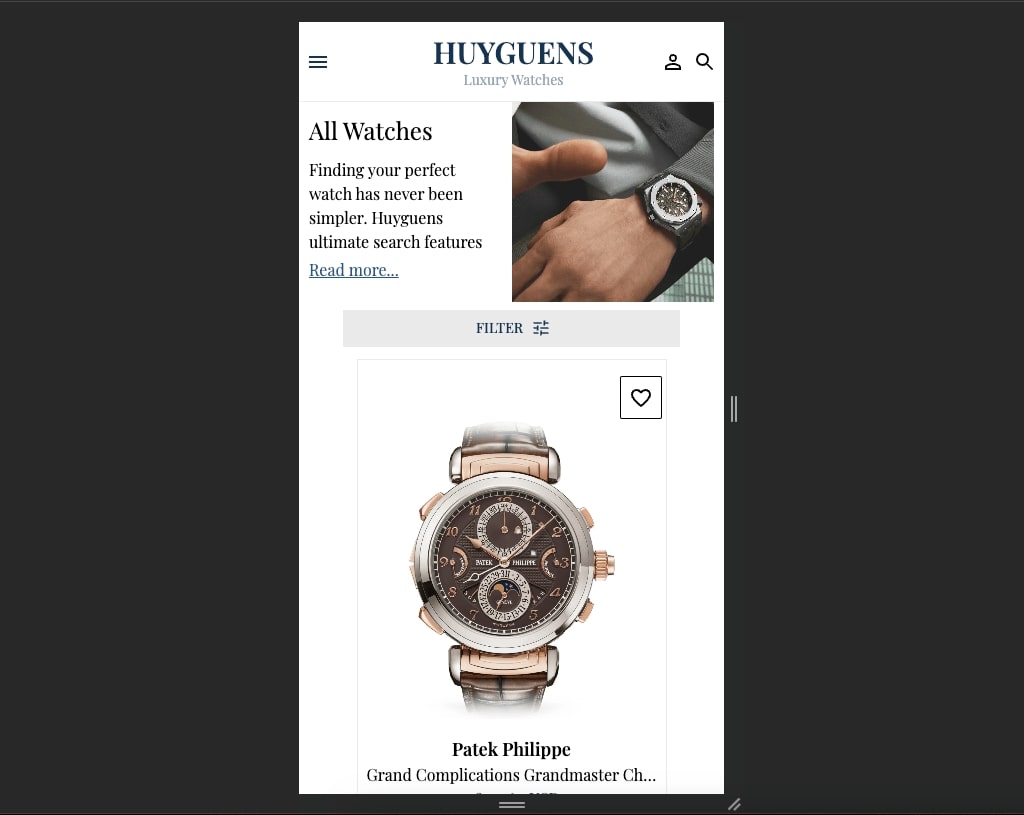 HUYGUENS
Luxury Watches
All Watches
Finding your perfect
watch has never been
simpler. Huyguens
ultimate search features
Read more...
FILTER
PATEK PHILIPPE
Patek Philippe
Grand Complications Grandmaster Ch...